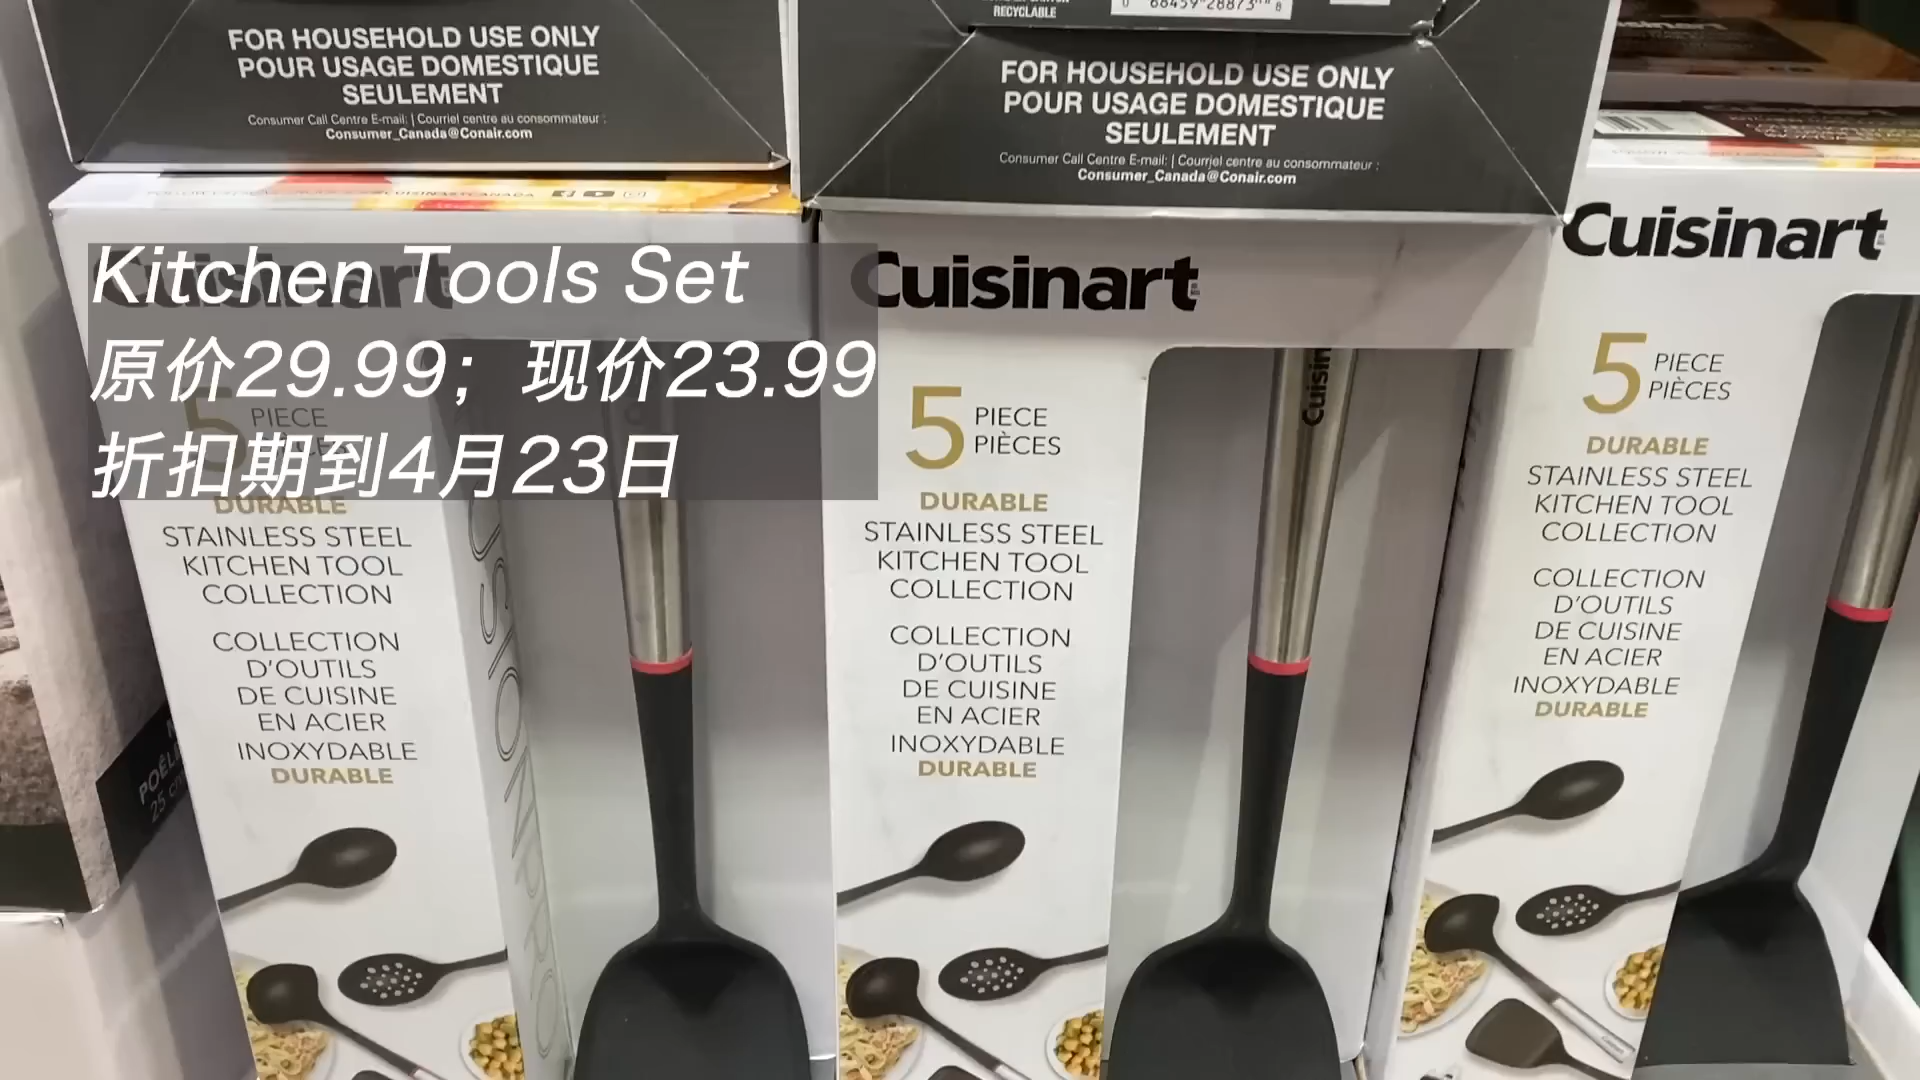 RECYCLABLE
FOR HOUSEHOLD USE ONLY
POUR USAGE DOMESTIQUE
SEULEMENT
Consumer Call Centre E-mail: | Courriel centre au consommateur :
Consumer_Canada@Conair.com
FOR HOUSEHOLD USE ONLY
POUR USAGE DOMESTIQUE
SEULEMENT
Consumer Call Centre E-mail: | Courriel centre au consommateur :
Consumer_Canada@Conair.com
Kitchen Tools Set
原价29.99；现价23.99
折扣期到4月23日
Cuisinart
5 PIECE
PIÈCES
DURABLE
STAINLESS STEEL
KITCHEN TOOL
COLLECTION
COLLECTION
D'OUTILS
DE CUISINE
EN ACIER
INOXYDABLE
DURABLE
Cuisinart
5 PIECE
PIÈCES
DURABLE
STAINLESS STEEL
KITCHEN TOOL
COLLECTION
COLLECTION
D'OUTILS
DE CUISINE
EN ACIER
INOXYDABLE
DURABLE
Cuisin
Cuisinart
5 PIECE
PIÈCES
DURABLE
STAINLESS STEEL
KITCHEN TOOL
COLLECTION
COLLECTION
D'OUTILS
DE CUISINE
EN ACIER
INOXYDABLE
DURABLE